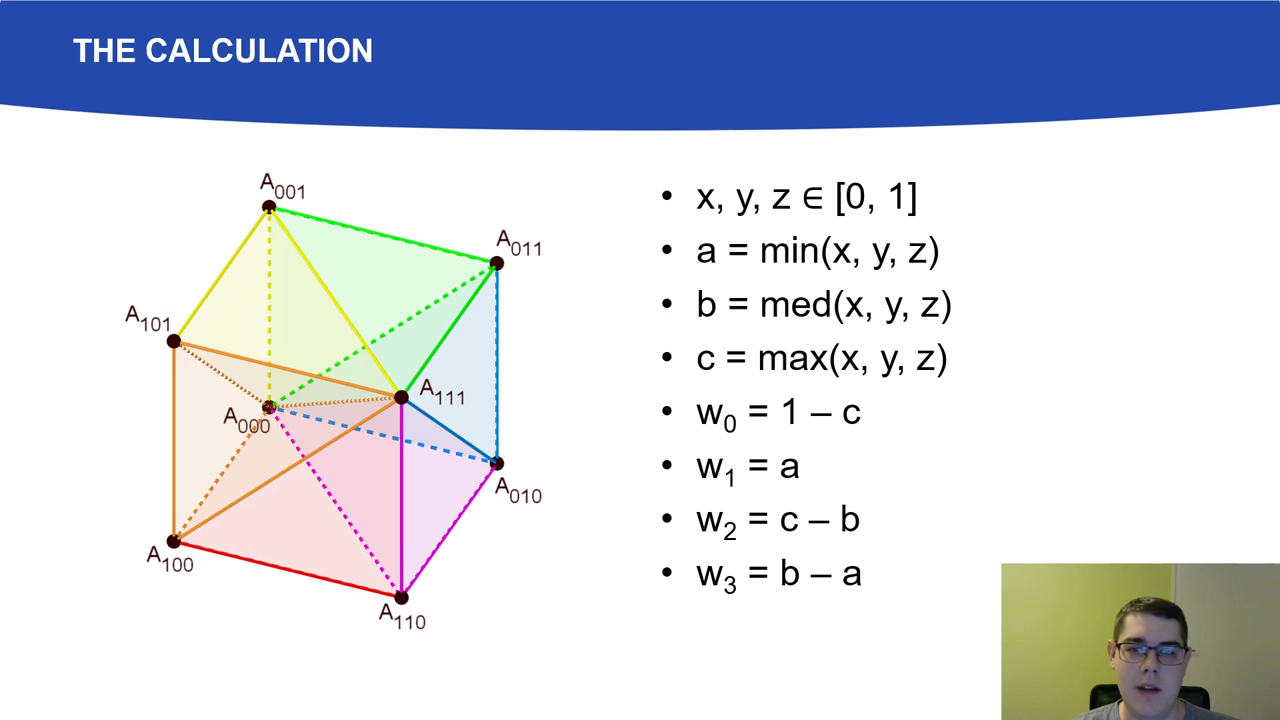 THE CALCULATION
A001
A011
A101
A111
A000
A010
A100
A110
• x, y, z ∈ [0, 1]
• a = min(x, y, z)
• b = med(x, y, z)
• c = max(x, y, z)
• w0 = 1 – c
• w1 = a
• w2 = c – b
• w3 = b – a